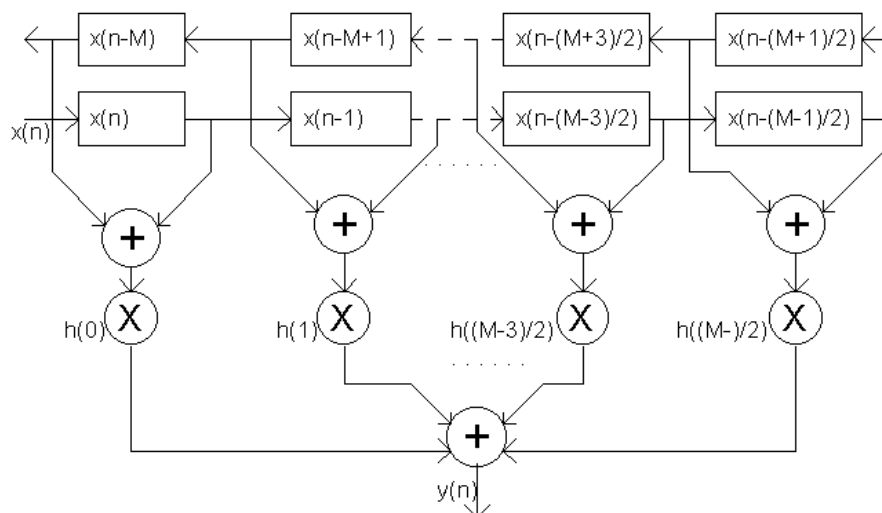 x(n-M) x(n-M+1) x(n-(M+3)/2) x(n-(M+1)/2)
x(n) x(n) x(n-1) x(n-(M-3)/2) x(n-(M-1)/2)
. . . . . . .
+ + + +
h(0) X h(1) X h((M-3)/2) X h((M-)/2) X
. . . . . .
+
y(n)